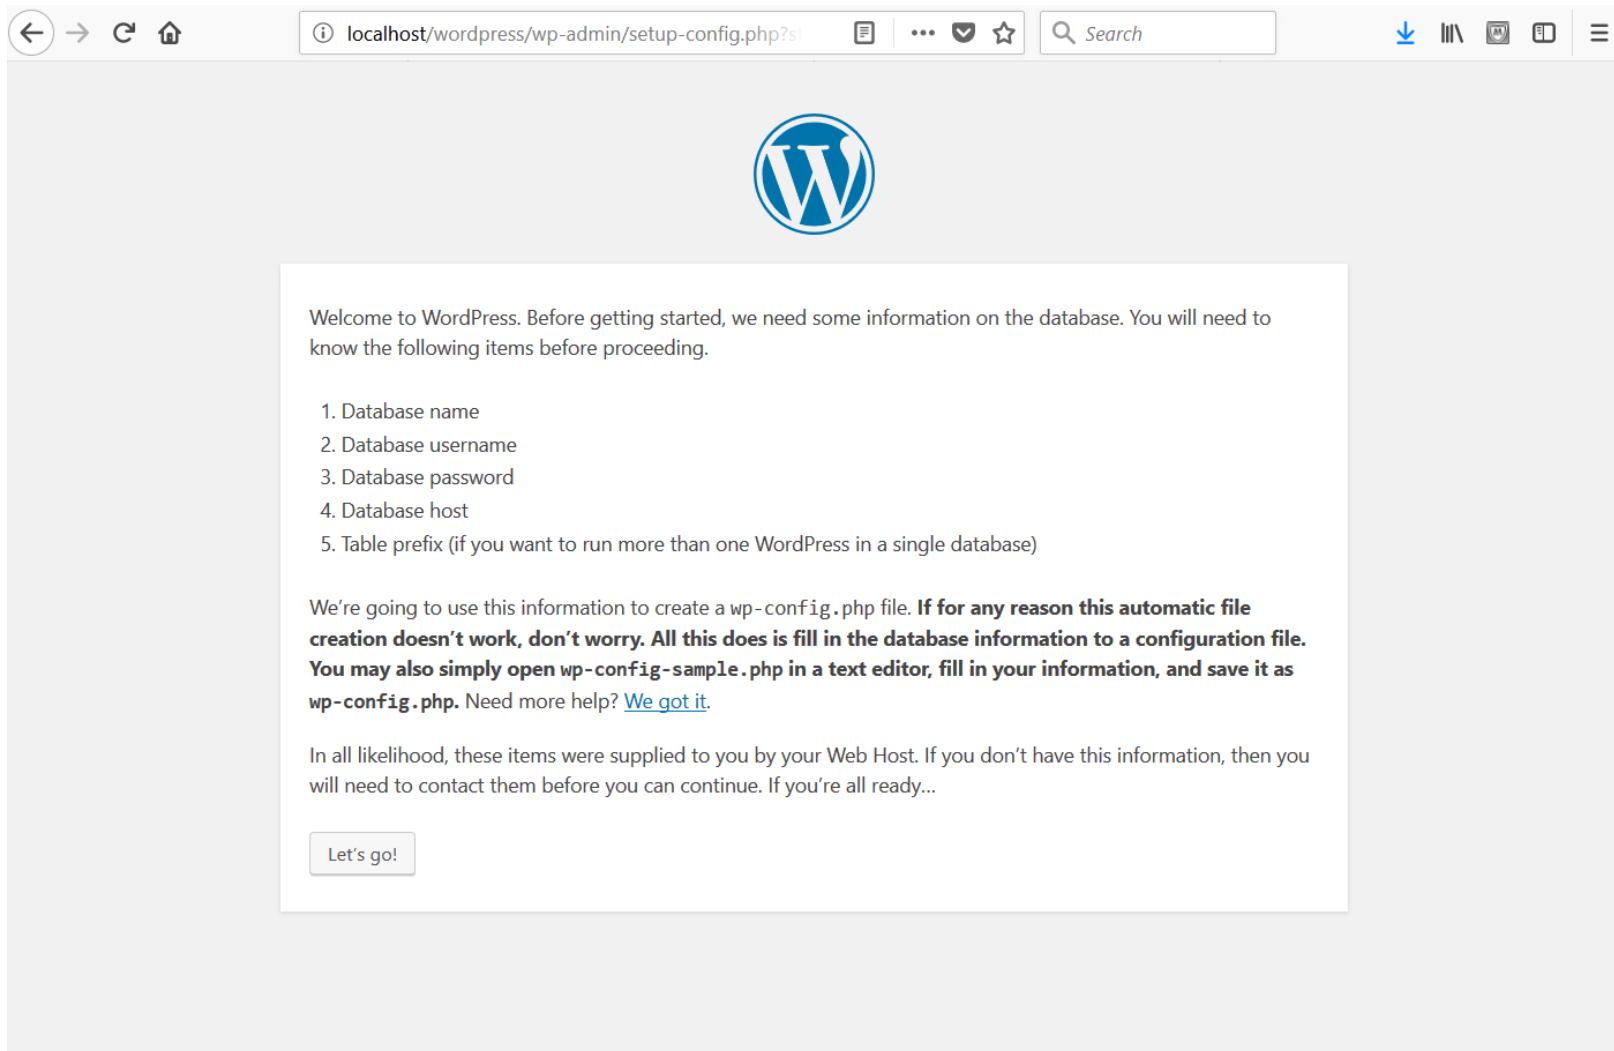 localhost/wordpress/wp-admin/setup-config.php?s
Search
Welcome to WordPress. Before getting started, we need some information on the database. You will need to
know the following items before proceeding.
1. Database name
2. Database username
3. Database password
4. Database host
5. Table prefix (if you want to run more than one WordPress in a single database)
We’re going to use this information to create a wp-config.php file. If for any reason this automatic file
creation doesn’t work, don’t worry. All this does is fill in the database information to a configuration file.
You may also simply open wp-config-sample.php in a text editor, fill in your information, and save it as
wp-config.php. Need more help? We got it.
In all likelihood, these items were supplied to you by your Web Host. If you don’t have this information, then you
will need to contact them before you can continue. If you’re all ready…
Let’s go!